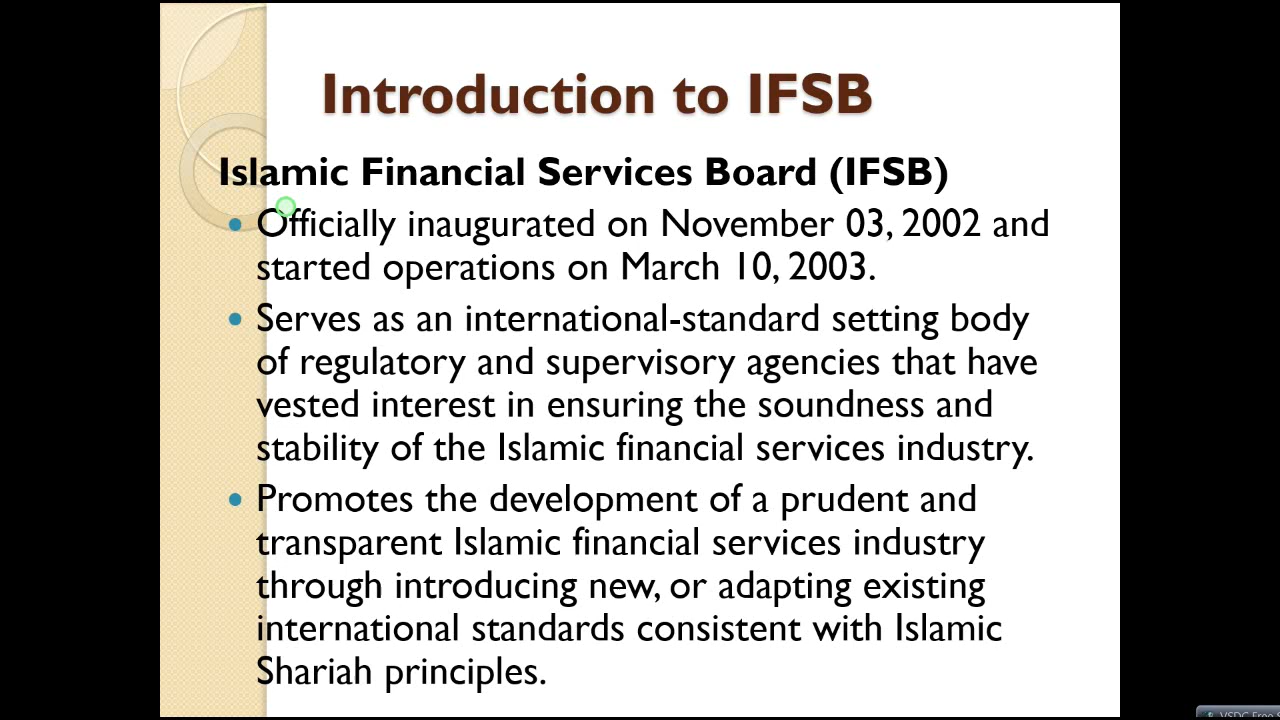 Introduction to IFSB
Islamic Financial Services Board (IFSB)
• Officially inaugurated on November 03, 2002 and
started operations on March 10, 2003.
• Serves as an international-standard setting body
of regulatory and supervisory agencies that have
vested interest in ensuring the soundness and
stability of the Islamic financial services industry.
• Promotes the development of a prudent and
transparent Islamic financial services industry
through introducing new, or adapting existing
international standards consistent with Islamic
Shariah principles.
VSDC Free